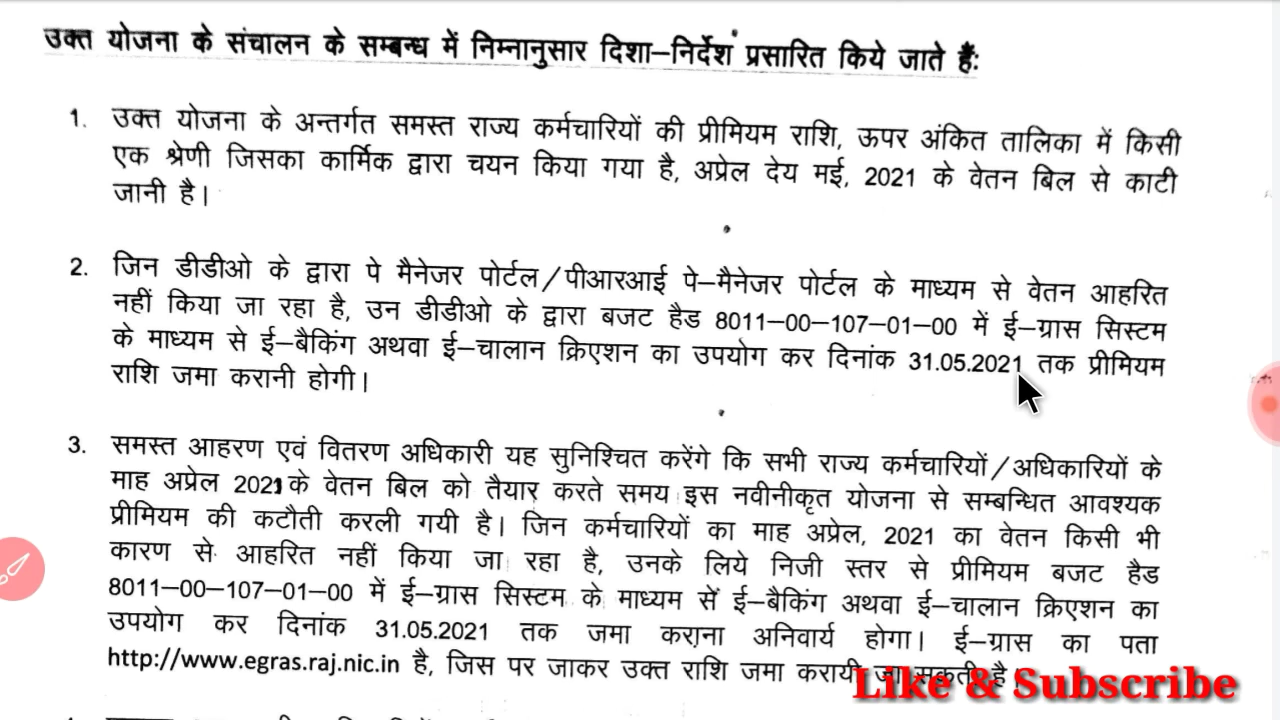 उक्त योजना के संचालन के सम्बन्ध में निम्नानुसार दिशा–निर्देश प्रसारित किये जाते हैं:
1. उक्त योजना के अन्तर्गत समस्त राज्य कर्मचारियों की प्रीमियम राशि, ऊपर अंकित तालिका में किसी
एक श्रेणी जिसका कार्मिक द्वारा चयन किया गया है, अप्रेल देय मई, 2021 के वेतन बिल से काटी
जानी है।
2. जिन डीडीओ के द्वारा पे मैनेजर पोर्टल/पीआरआई पे–मैनेजर पोर्टल के माध्यम से वेतन आहरित
नहीं किया जा रहा है, उन डीडीओ के द्वारा बजट हैड 8011–00–107–01–00 में ई–ग्रास सिस्टम
के माध्यम से ई–बैकिंग अथवा ई–चालान क्रिएशन का उपयोग कर दिनांक 31.05.2021 तक प्रीमियम
राशि जमा करानी होगी।
3. समस्त आहरण एवं वितरण अधिकारी यह सुनिश्चित करेंगे कि सभी राज्य कर्मचारियों/अधिकारियों के
माह अप्रेल 2021 के वेतन बिल को तैयार करते समय इस नवीनीकृत योजना से सम्बन्धित आवश्यक
प्रीमियम की कटौती करली गयी है। जिन कर्मचारियों का माह अप्रेल, 2021 का वेतन किसी भी
कारण से आहरित नहीं किया जा रहा है, उनके लिये निजी स्तर से प्रीमियम बजट हैड
8011–00–107–01–00 में ई–ग्रास सिस्टम के माध्यम से ई–बैकिंग अथवा ई–चालान क्रिएशन का
उपयोग कर दिनांक 31.05.2021 तक जमा कराना अनिवार्य होगा। ई–ग्रास का पता
http://www.egras.raj.nic.in है, जिस पर जाकर उक्त राशि जमा करायी जा सकती है।
Like & Subscribe